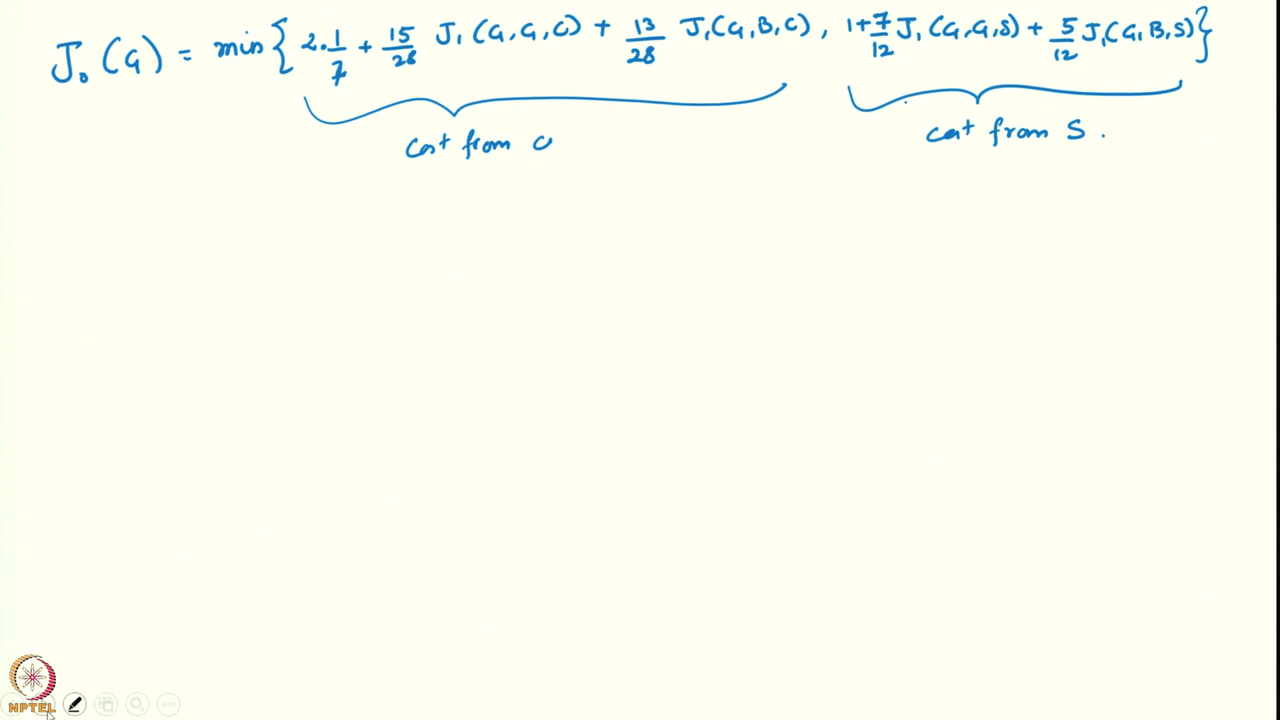 J₀(G) = min{ 2·1/7 + 15/28 J₁(G,G,C) + 13/28 J₁(G,B,C), 1 + 7/12 J₁(G,G,S) + 5/12 J₁(G,B,S) }
Cost from C
Cost from S.
NPTEL